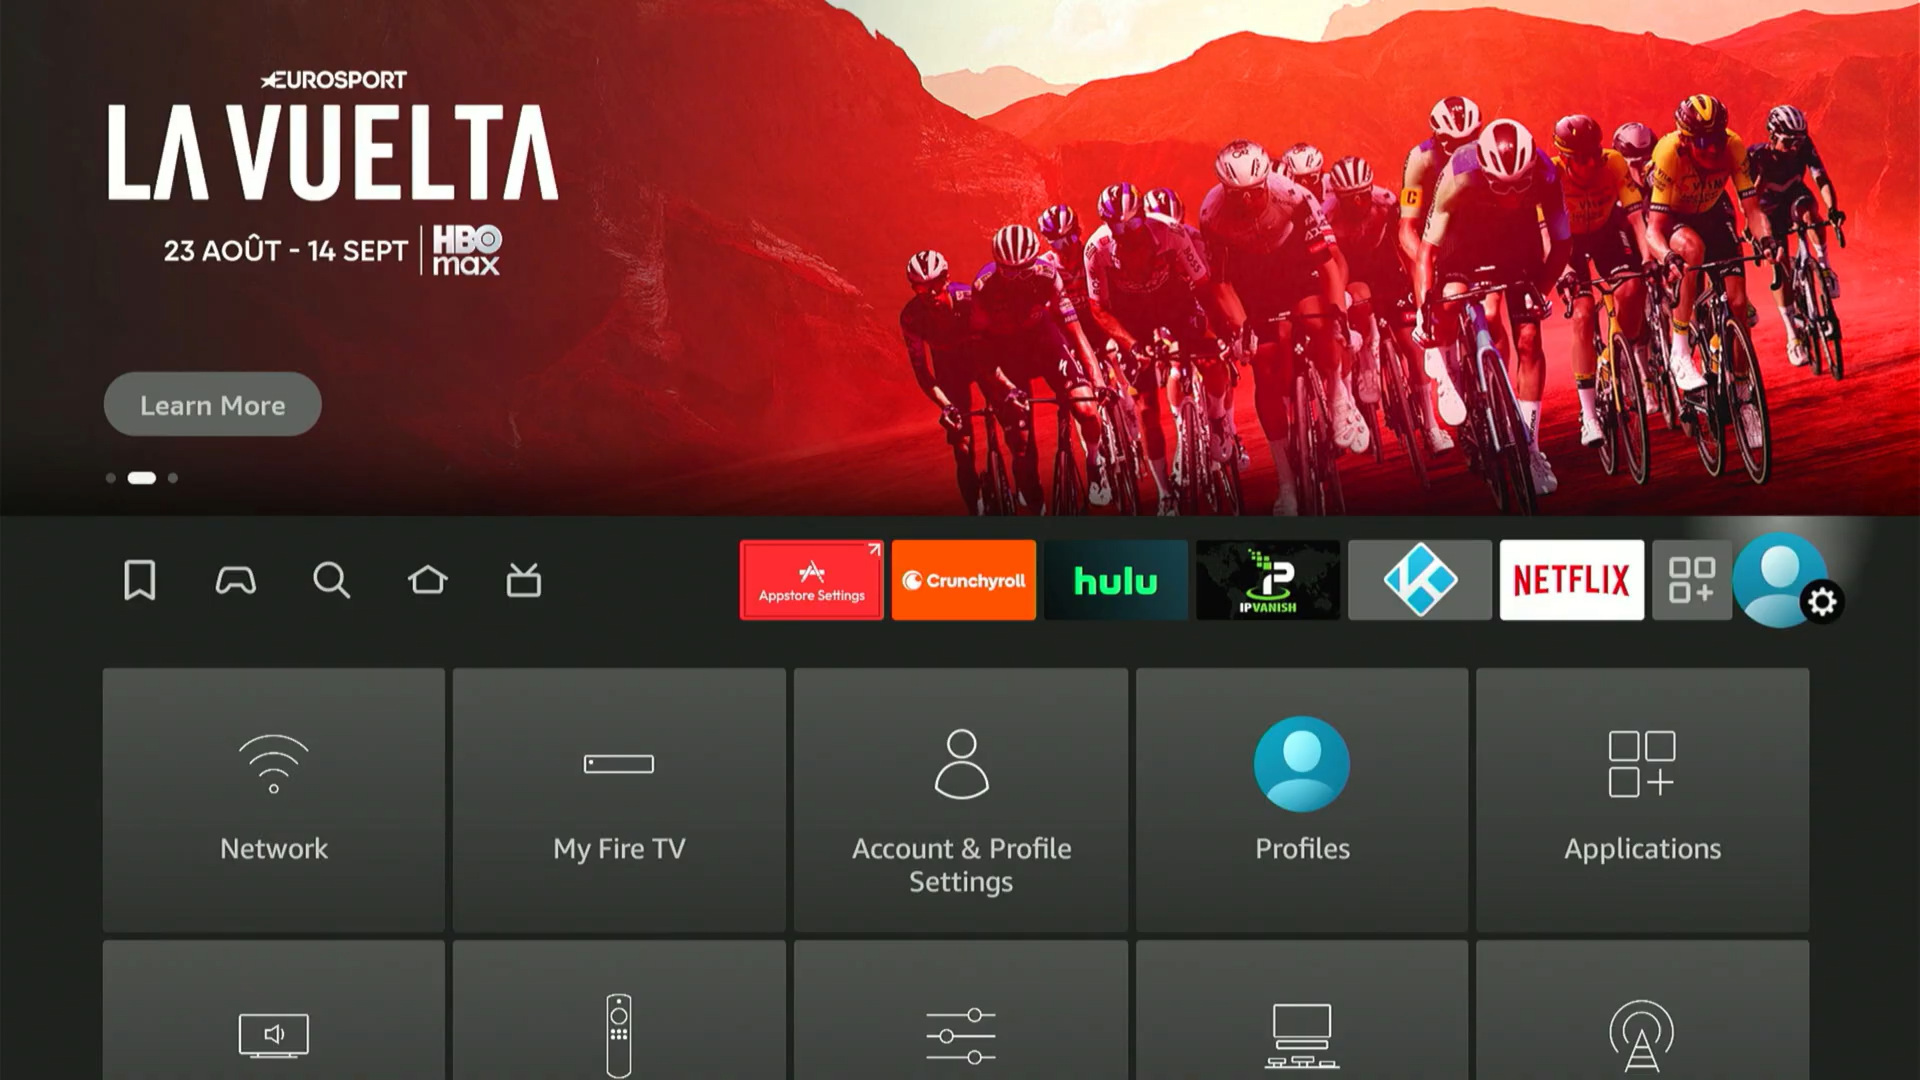 EUROSPORT
LA VUELTA
23 AOÛT - 14 SEPT
HBO
max
Learn More
Appstore Settings
Crunchyroll
hulu
IPVANISH
NETFLIX
Network
My Fire TV
Account & Profile
Settings
Profiles
Applications